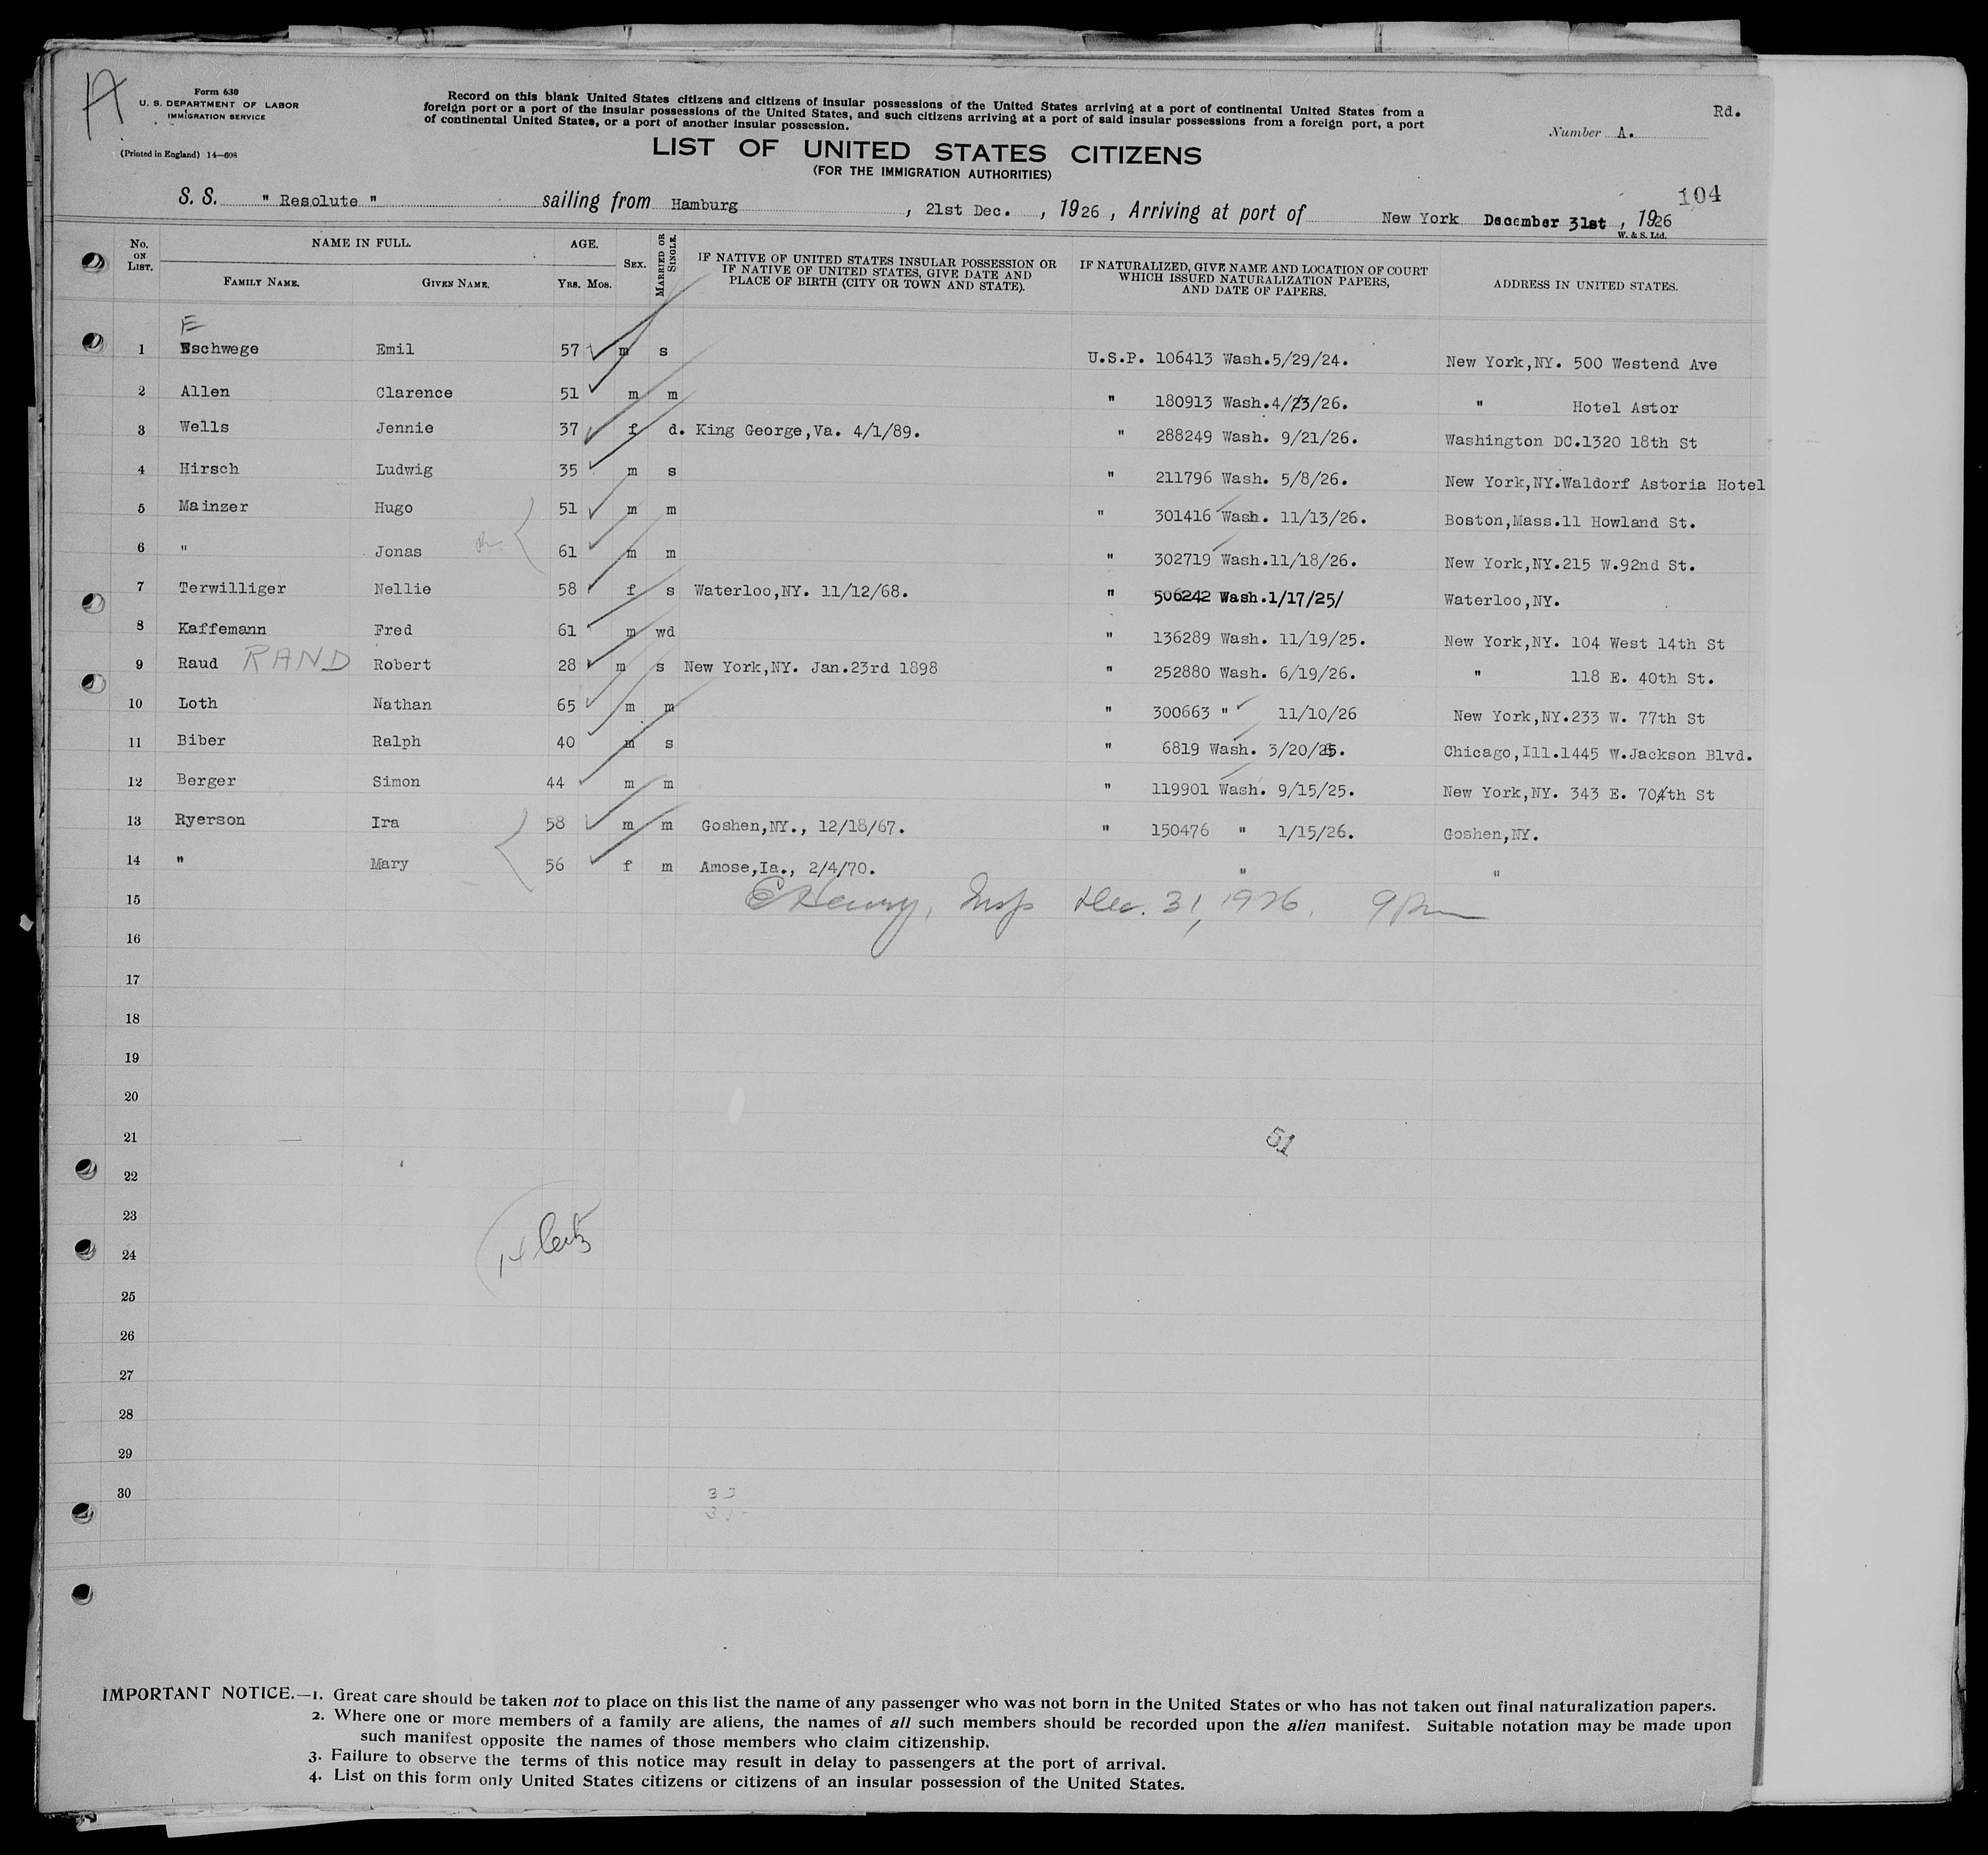 A
Form 630
U. S. DEPARTMENT OF LABOR
IMMIGRATION SERVICE
(Printed in England) 14—608
Record on this blank United States citizens and citizens of insular possessions of the United States arriving at a port of continental United States from a
foreign port or a port of the insular possessions of the United States, and such citizens arriving at a port of said insular possessions from a foreign port, a port
of continental United States, or a port of another insular possession.
Rd.
Number A.
LIST OF UNITED STATES CITIZENS
(FOR THE IMMIGRATION AUTHORITIES)
104
S. S. " Resolute " sailing from Hamburg , 21st Dec. , 1926 , Arriving at port of New York December 31st , 1926
W. & S. Ltd.
No. ON LIST. NAME IN FULL. AGE. SEX. MARRIED OR SINGLE. IF NATIVE OF UNITED STATES INSULAR POSSESSION OR IF NATIVE OF UNITED STATES, GIVE DATE AND PLACE OF BIRTH (CITY OR TOWN AND STATE). IF NATURALIZED, GIVE NAME AND LOCATION OF COURT WHICH ISSUED NATURALIZATION PAPERS, AND DATE OF PAPERS. ADDRESS IN UNITED STATES.
FAMILY NAME. GIVEN NAME. YRS. MOS.
E
1 Eschwege Emil 57 m s U.S.P. 106413 Wash.5/29/24. New York,NY. 500 Westend Ave
2 Allen Clarence 51 m m " 180913 Wash.4/23/26. " Hotel Astor
3 Wells Jennie 37 f d. King George,Va. 4/1/89. " 288249 Wash. 9/21/26. Washington DC.1320 18th St
4 Hirsch Ludwig 35 m s " 211796 Wash. 5/8/26. New York,NY.Waldorf Astoria Hotel
5 Mainzer Hugo 51 m m " 301416 Wash. 11/13/26. Boston,Mass.11 Howland St.
6 " Jonas 61 m m " 302719 Wash.11/18/26. New York,NY.215 W.92nd St.
7 Terwilliger Nellie 58 f s Waterloo,NY. 11/12/68. " 506242 Wash.1/17/25/ Waterloo,NY.
8 Kaffemann Fred 61 m wd " 136289 Wash. 11/19/25. New York,NY. 104 West 14th St
9 Raud RAND Robert 28 m s New York,NY. Jan.23rd 1898 " 252880 Wash. 6/19/26. " 118 E. 40th St.
10 Loth Nathan 65 m m " 300663 " 11/10/26 New York,NY.233 W. 77th St
11 Biber Ralph 40 m s " 6819 Wash. 3/20/25. Chicago,Ill.1445 W.Jackson Blvd.
12 Berger Simon 44 m m " 119901 Wash. 9/15/25. New York,NY. 343 E. 70th St
13 Ryerson Ira 58 m m Goshen,NY., 12/18/67. " 150476 " 1/15/26. Goshen,NY.
14 " Mary 56 f m Amose,Ia., 2/4/70. " "
15 Insp Dec. 31, 1926, 9 Pm
16
17
18
19
20
21
51
22
23
24
25
26
27
28
29
30
IMPORTANT NOTICE.—1. Great care should be taken not to place on this list the name of any passenger who was not born in the United States or who has not taken out final naturalization papers.
2. Where one or more members of a family are aliens, the names of all such members should be recorded upon the alien manifest. Suitable notation may be made upon
such manifest opposite the names of those members who claim citizenship.
3. Failure to observe the terms of this notice may result in delay to passengers at the port of arrival.
4. List on this form only United States citizens or citizens of an insular possession of the United States.